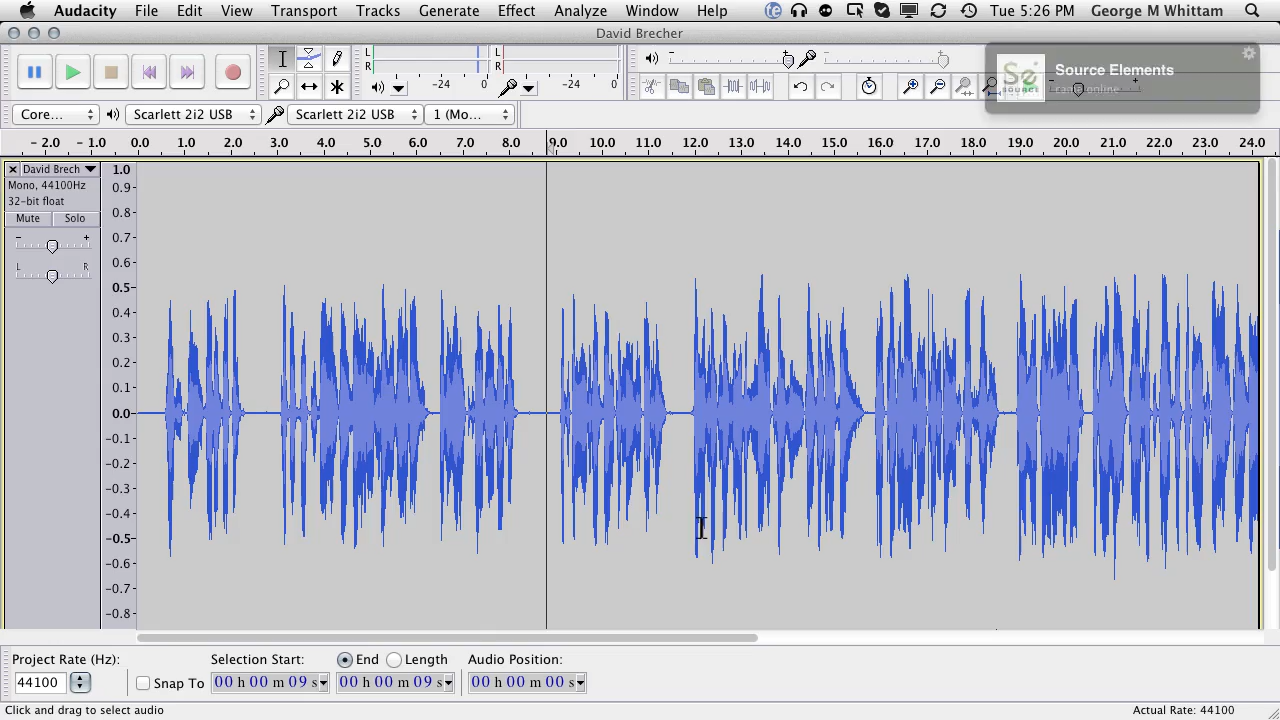 Audacity File Edit View Transport Tracks Generate Effect Analyze Window Help Tue 5:26 PM George M Whittam
David Brecher
L
R
-24 0
L
R
-24 0
- +
- +
Source Elements
online
Core... Scarlett 2i2 USB Scarlett 2i2 USB 1 (Mo...
- 2.0 - 1.0 0.0 1.0 2.0 3.0 4.0 5.0 6.0 7.0 8.0 9.0 10.0 11.0 12.0 13.0 14.0 15.0 16.0 17.0 18.0 19.0 20.0 21.0 22.0 23.0 24.0
David Brech
Mono, 44100Hz
32-bit float
Mute Solo
- +
L R
1.0
0.9
0.8
0.7
0.6
0.5
0.4
0.3
0.2
0.1
0.0
-0.1
-0.2
-0.3
-0.4
-0.5
-0.6
-0.7
-0.8
Project Rate (Hz): Selection Start: End Length Audio Position:
44100 Snap To 00 h 00 m 09 s 00 h 00 m 09 s 00 h 00 m 00 s
Click and drag to select audio Actual Rate: 44100